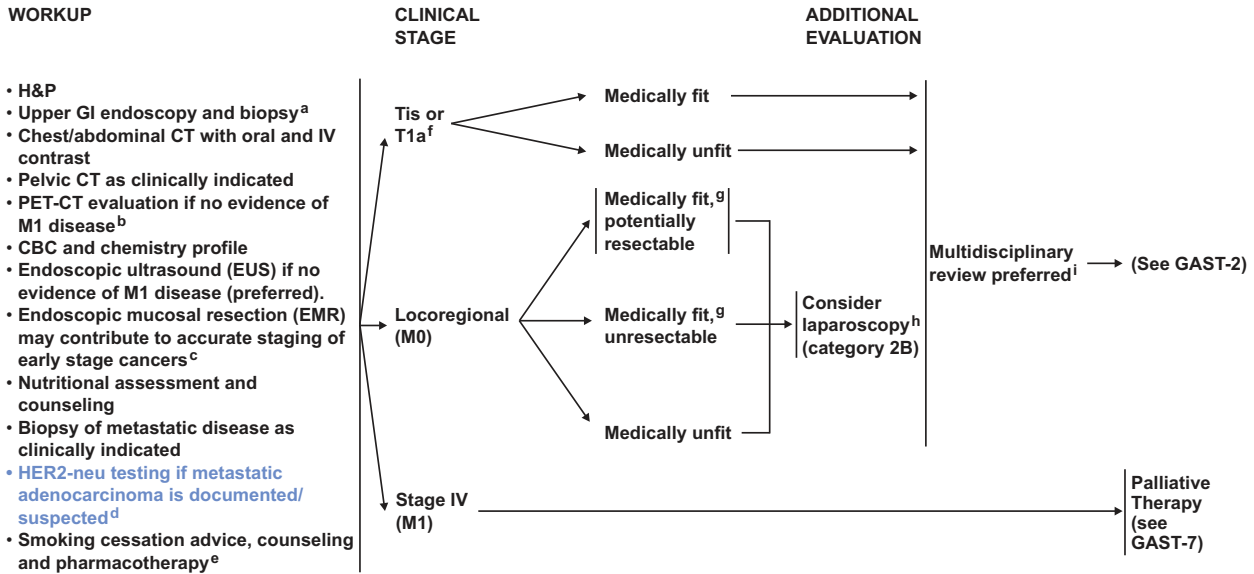 WORKUP
CLINICAL
STAGE
ADDITIONAL
EVALUATION
• H&P
• Upper GI endoscopy and biopsy^a
• Chest/abdominal CT with oral and IV
contrast
• Pelvic CT as clinically indicated
• PET-CT evaluation if no evidence of
M1 disease^b
• CBC and chemistry profile
• Endoscopic ultrasound (EUS) if no
evidence of M1 disease (preferred).
• Endoscopic mucosal resection (EMR)
may contribute to accurate staging of
early stage cancers^c
• Nutritional assessment and
counseling
• Biopsy of metastatic disease as
clinically indicated
• HER2-neu testing if metastatic
adenocarcinoma is documented/
suspected^d
• Smoking cessation advice, counseling
and pharmacotherapy^e
Tis or
T1a^f
Medically fit
Medically unfit
Locoregional
(M0)
Medically fit,^g
potentially
resectable
Medically fit,^g
unresectable
Medically unfit
Consider
laparoscopy^h
(category 2B)
Multidisciplinary
review preferred^i
(See GAST-2)
Stage IV
(M1)
Palliative
Therapy
(see
GAST-7)